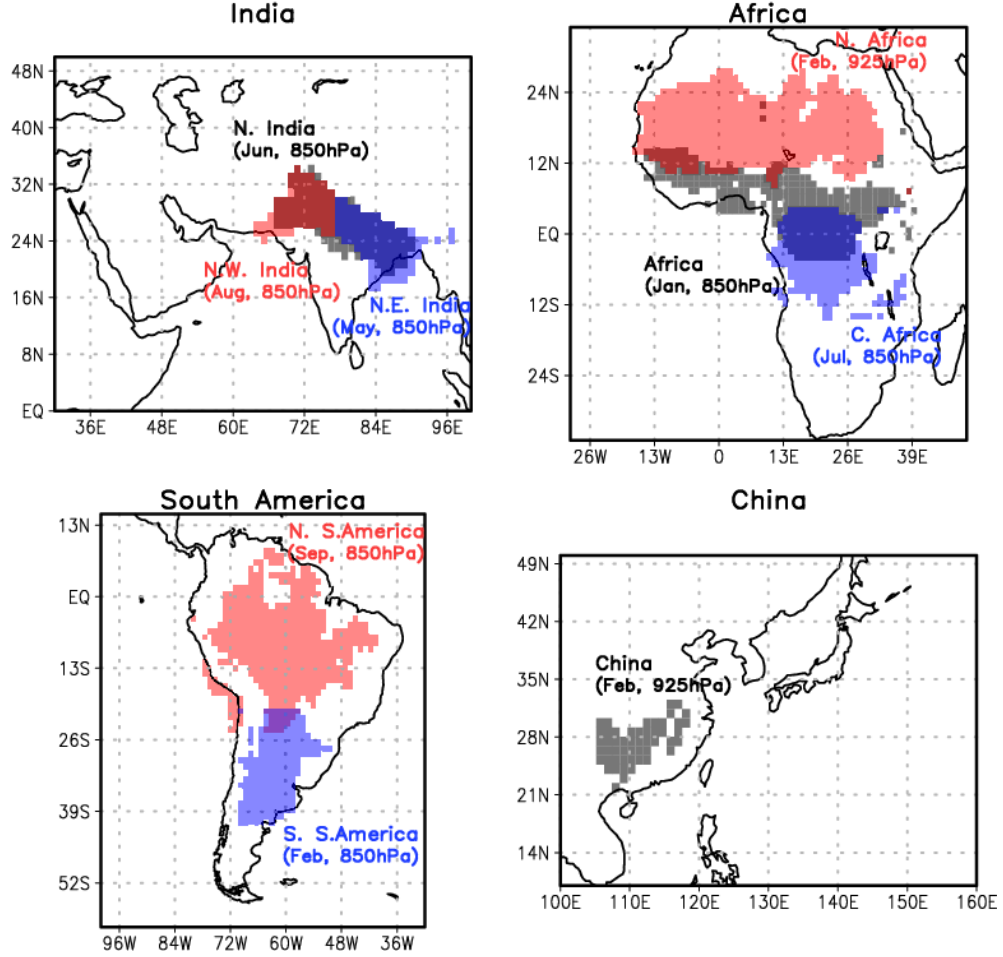 India
48N
40N
32N
24N
16N
8N
EQ
36E 48E 60E 72E 84E 96E
N. India
(Jun, 850hPa)
N.W. India
(Aug, 850hPa)
N.E. India
(May, 850hPa)
Africa
24N
12N
EQ
12S
24S
26W 13W 0 13E 26E 39E
N. Africa
(Feb, 925hPa)
Africa
(Jan, 850hPa)
C. Africa
(Jul, 850hPa)
South America
13N
EQ
13S
26S
39S
52S
96W 84W 72W 60W 48W 36W
N. S.America
(Sep, 850hPa)
S. S.America
(Feb, 850hPa)
China
49N
42N
35N
28N
21N
14N
100E 110E 120E 130E 140E 150E 160E
China
(Feb, 925hPa)